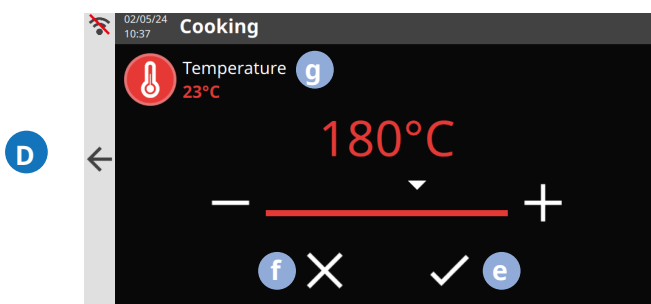 02/05/24
10:37
Cooking
Temperature
g
23°C
180°C
D
f
e